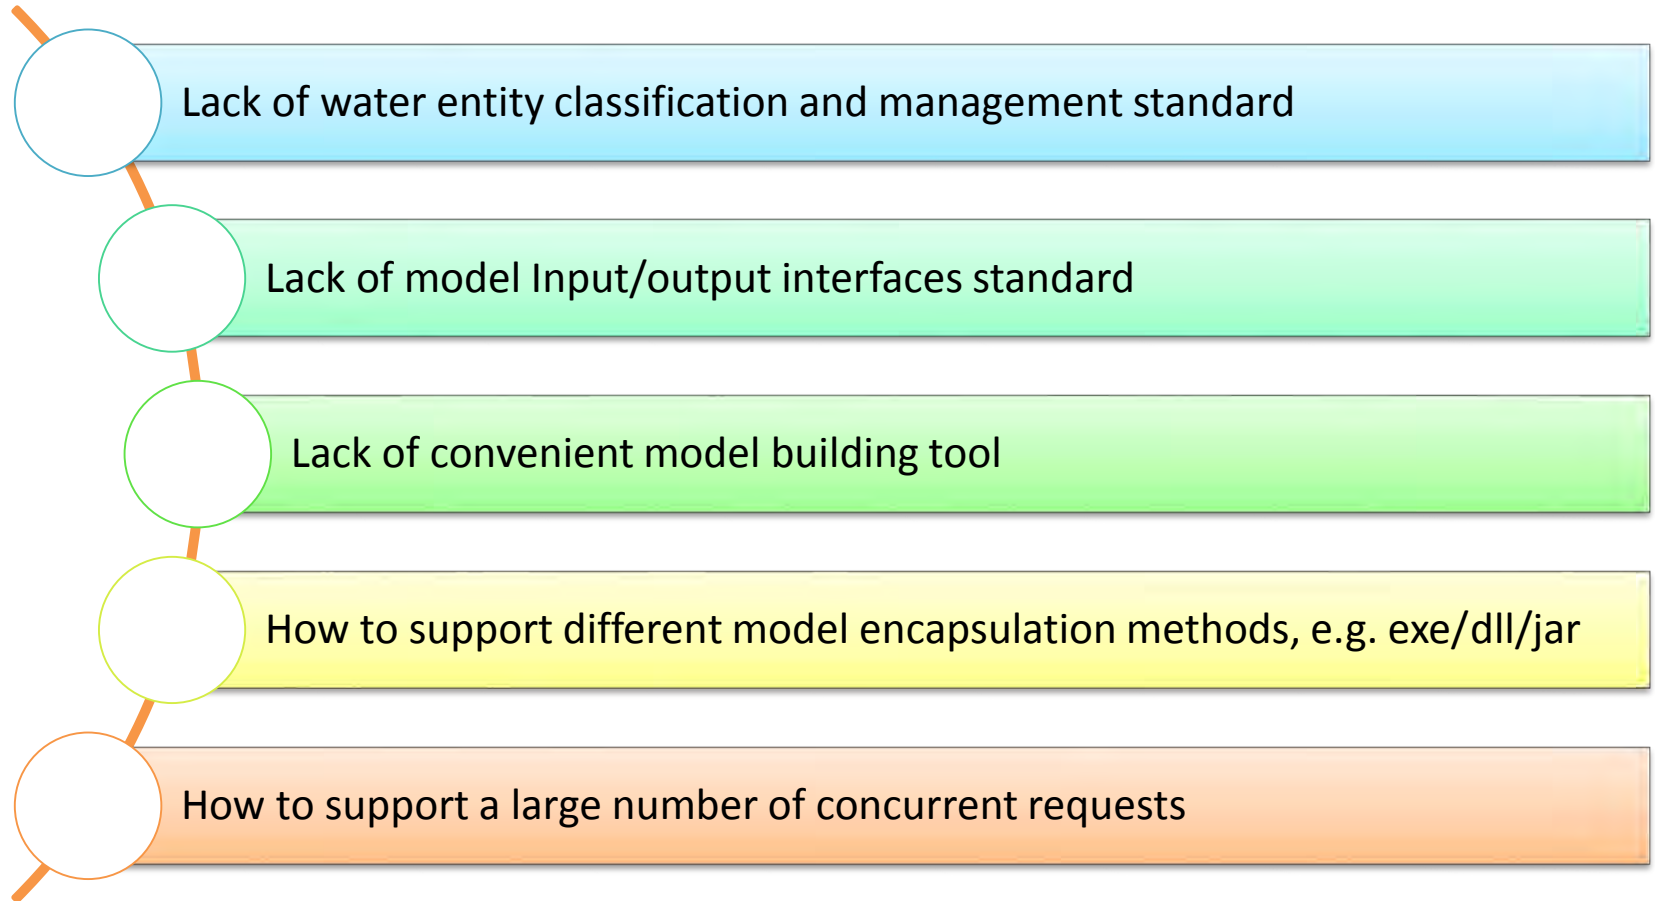 Lack of water entity classification and management standard
Lack of model Input/output interfaces standard
Lack of convenient model building tool
How to support different model encapsulation methods, e.g. exe/dll/jar
How to support a large number of concurrent requests